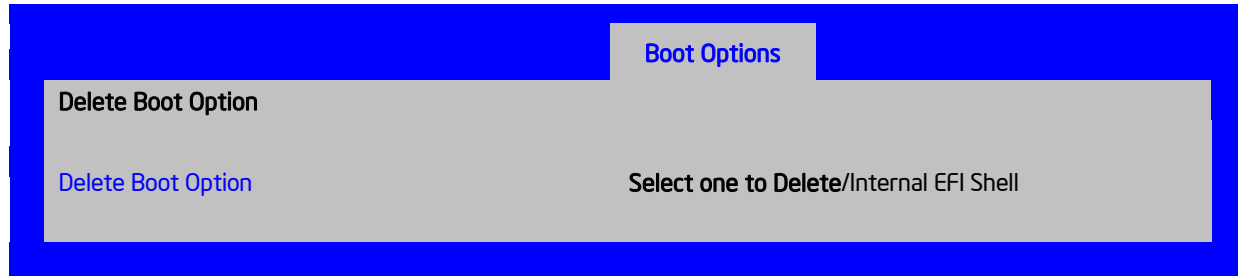 Boot Options
Delete Boot Option
Delete Boot Option Select one to Delete/Internal EFI Shell